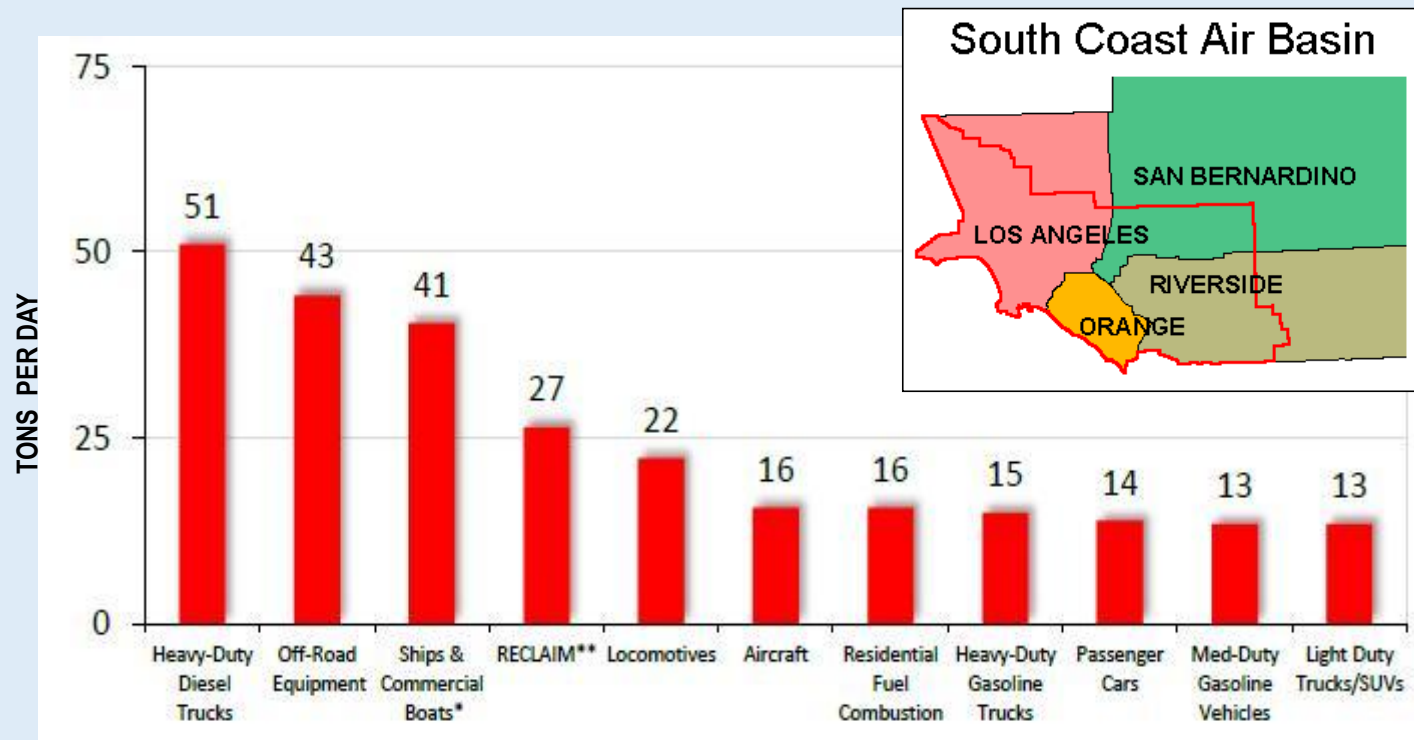 South Coast Air Basin
SAN BERNARDINO
LOS ANGELES
RIVERSIDE
ORANGE
TONS PER DAY
75
50
25
0
51
43
41
27
22
16
16
15
14
13
13
Heavy-Duty
Diesel
Trucks
Off-Road
Equipment
Ships &
Commercial
Boats*
RECLAIM**
Locomotives
Aircraft
Residential
Fuel
Combustion
Heavy-Duty
Gasoline
Trucks
Passenger
Cars
Med-Duty
Gasoline
Vehicles
Light Duty
Trucks/SUVs